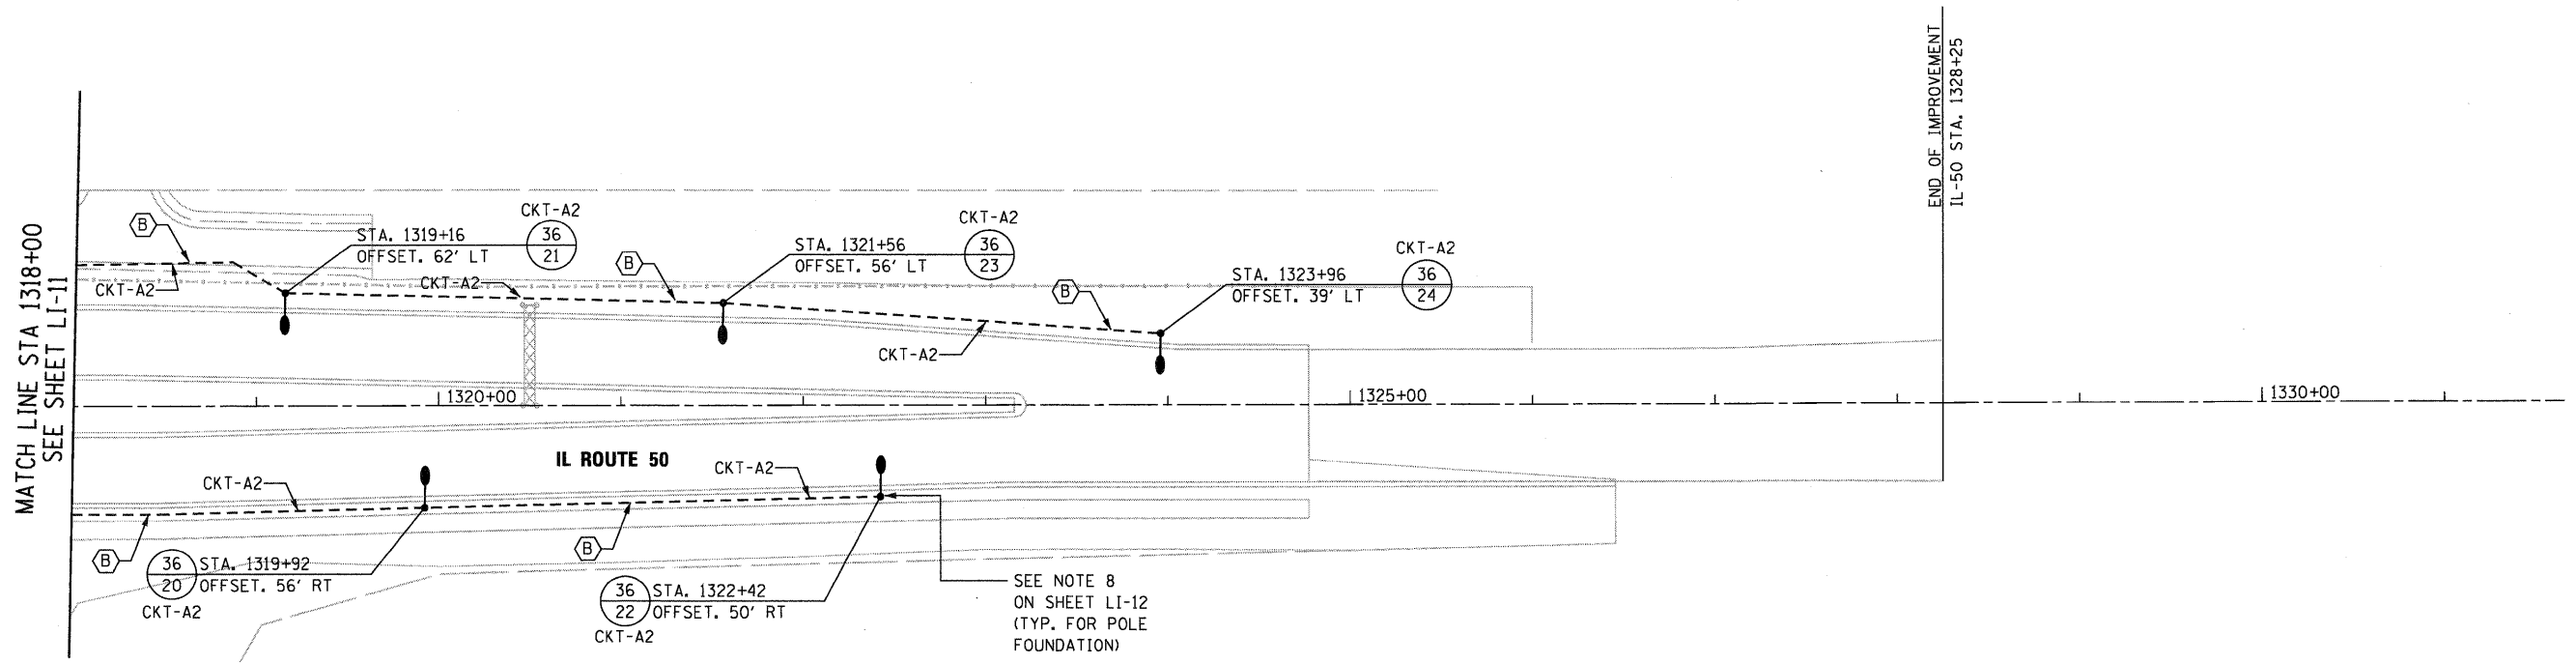 MATCH LINE STA 1318+00
SEE SHEET LI-11
END OF IMPROVEMENT
IL-50 STA. 1328+25
B
CKT-A2
STA. 1319+16
OFFSET. 62' LT
CKT-A2
36
21
CKT-A2
B
STA. 1321+56
OFFSET. 56' LT
CKT-A2
36
23
CKT-A2
B
STA. 1323+96
OFFSET. 39' LT
CKT-A2
36
24
1320+00
1325+00
1330+00
IL ROUTE 50
CKT-A2
CKT-A2
B
36
20
STA. 1319+92
OFFSET. 56' RT
CKT-A2
B
36
22
STA. 1322+42
OFFSET. 50' RT
CKT-A2
SEE NOTE 8
ON SHEET LI-12
(TYP. FOR POLE
FOUNDATION)